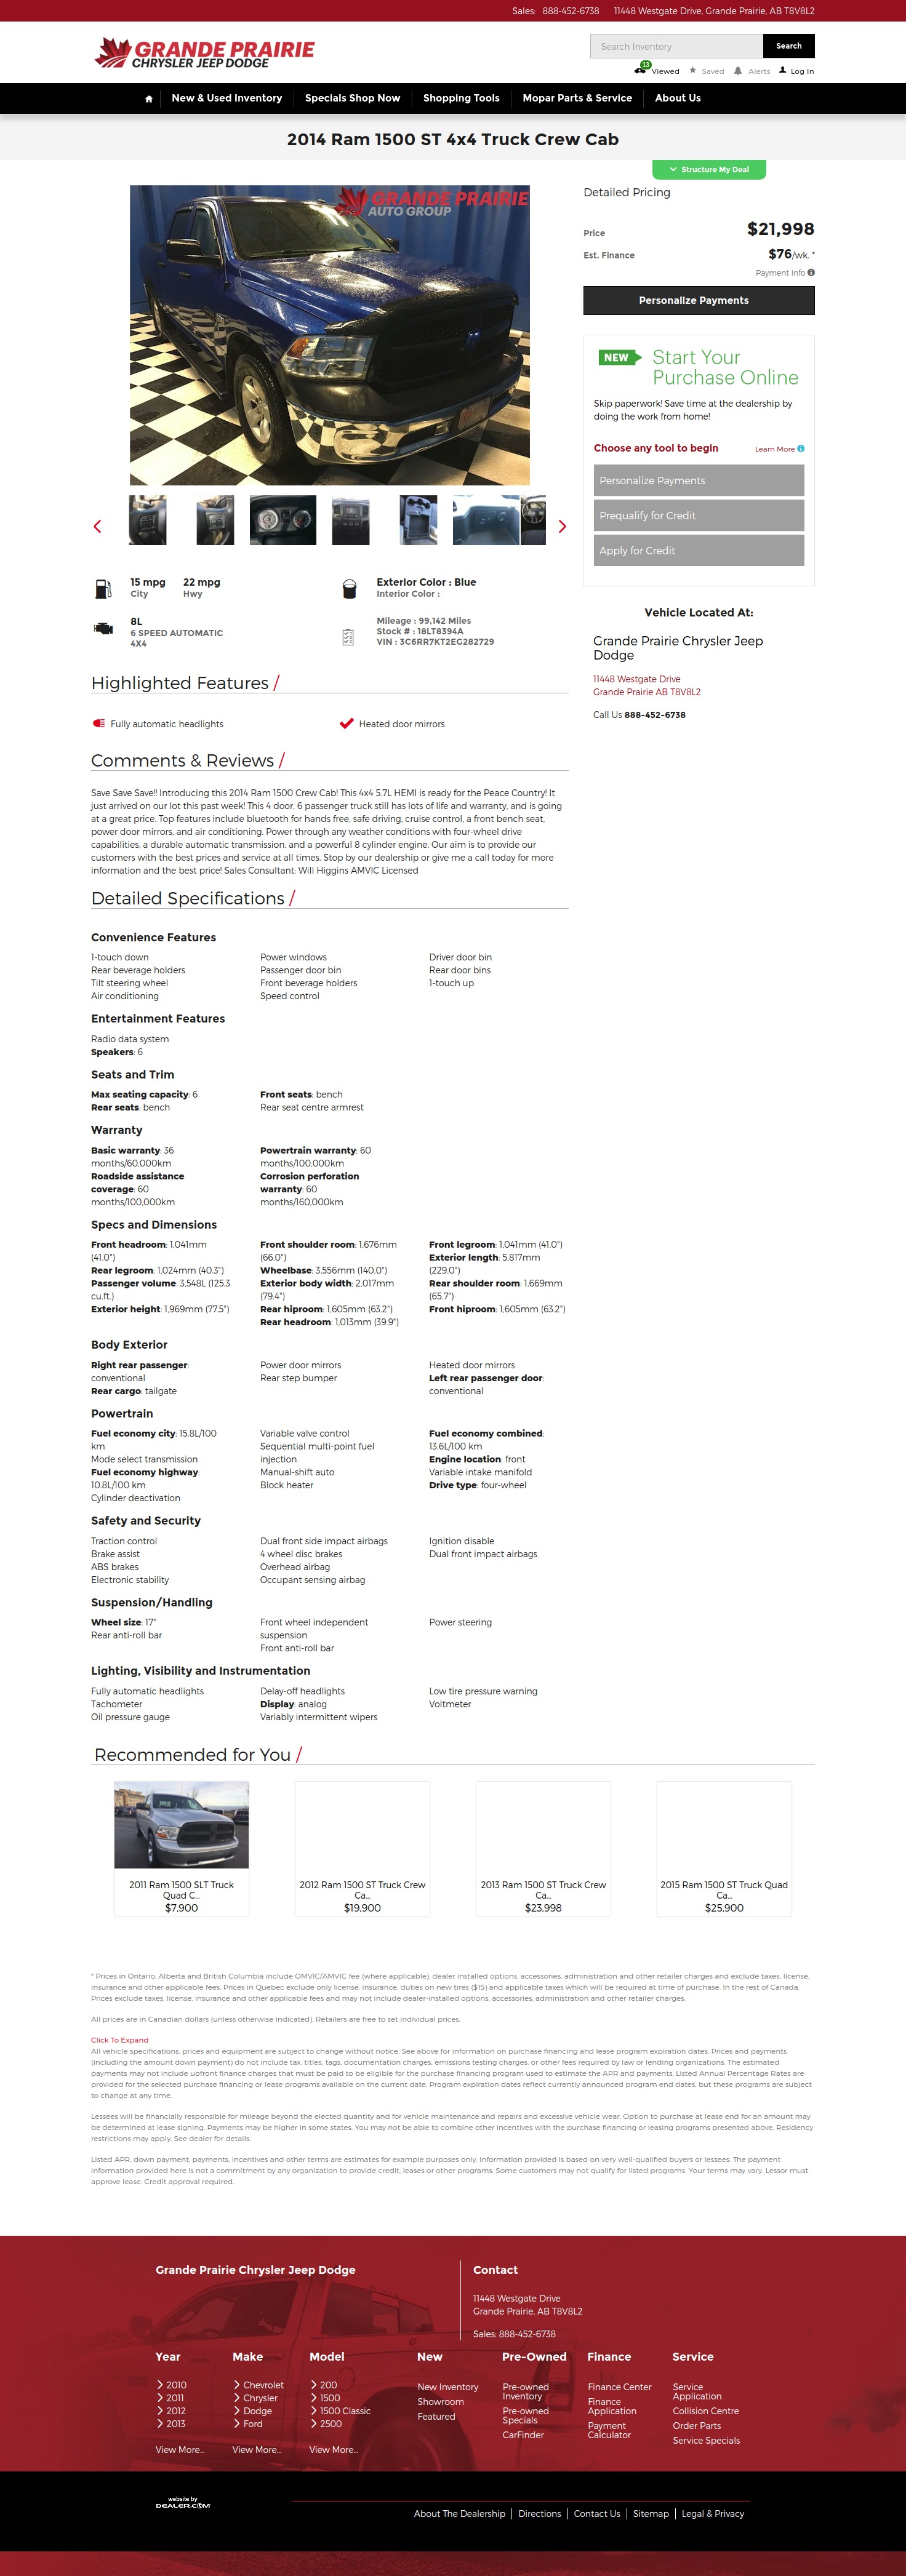 Sales: 888-452-6738 11448 Westgate Drive, Grande Prairie, AB T8V8L2
GRANDE PRAIRIE
CHRYSLER JEEP DODGE
Search Inventory
Search
13
Viewed
Saved
Alerts
Log In
New & Used Inventory
Specials Shop Now
Shopping Tools
Mopar Parts & Service
About Us
2014 Ram 1500 ST 4x4 Truck Crew Cab
Structure My Deal
GRANDE PRAIRIE
AUTO GROUP
Detailed Pricing
Price $21,998
Est. Finance $76/wk. *
Payment Info
Personalize Payments
NEW
Start Your
Purchase Online
Skip paperwork! Save time at the dealership by
doing the work from home!
Choose any tool to begin
Learn More
Personalize Payments
Prequalify for Credit
Apply for Credit
Vehicle Located At:
Grande Prairie Chrysler Jeep
Dodge
11448 Westgate Drive
Grande Prairie AB T8V8L2
Call Us 888-452-6738
15 mpg 22 mpg
City Hwy
8L
6 SPEED AUTOMATIC
4X4
Exterior Color : Blue
Interior Color :
Mileage : 99,142 Miles
Stock # : 18LT8394A
VIN : 3C6RR7KT2EG282729
Highlighted Features /
Fully automatic headlights
Heated door mirrors
Comments & Reviews /
Save Save Save!! Introducing this 2014 Ram 1500 Crew Cab! This 4x4 5.7L HEMI is ready for the Peace Country! It
just arrived on our lot this past week! This 4 door, 6 passenger truck still has lots of life and warranty, and is going
at a great price. Top features include bluetooth for hands free, safe driving, cruise control, a front bench seat,
power door mirrors, and air conditioning. Power through any weather conditions with four-wheel drive
capabilities, a durable automatic transmission, and a powerful 8 cylinder engine. Our aim is to provide our
customers with the best prices and service at all times. Stop by our dealership or give me a call today for more
information and the best price! Sales Consultant: Will Higgins AMVIC Licensed
Detailed Specifications /
Convenience Features
1-touch down
Rear beverage holders
Tilt steering wheel
Air conditioning
Power windows
Passenger door bin
Front beverage holders
Speed control
Driver door bin
Rear door bins
1-touch up
Entertainment Features
Radio data system
Speakers: 6
Seats and Trim
Max seating capacity: 6
Rear seats: bench
Front seats: bench
Rear seat centre armrest
Warranty
Basic warranty: 36
months/60,000km
Roadside assistance
coverage: 60
months/100,000km
Powertrain warranty: 60
months/100,000km
Corrosion perforation
warranty: 60
months/160,000km
Specs and Dimensions
Front headroom: 1,041mm
(41.0")
Rear legroom: 1,024mm (40.3")
Passenger volume: 3,548L (125.3
cu.ft.)
Exterior height: 1,969mm (77.5")
Front shoulder room: 1,676mm
(66.0")
Wheelbase: 3,556mm (140.0")
Exterior body width: 2,017mm
(79.4")
Rear hiproom: 1,605mm (63.2")
Rear headroom: 1,013mm (39.9")
Front legroom: 1,041mm (41.0")
Exterior length: 5,817mm
(229.0")
Rear shoulder room: 1,669mm
(65.7")
Front hiproom: 1,605mm (63.2")
Body Exterior
Right rear passenger:
conventional
Rear cargo: tailgate
Power door mirrors
Rear step bumper
Heated door mirrors
Left rear passenger door:
conventional
Powertrain
Fuel economy city: 15.8L/100
km
Mode select transmission
Fuel economy highway:
10.8L/100 km
Cylinder deactivation
Variable valve control
Sequential multi-point fuel
injection
Manual-shift auto
Block heater
Fuel economy combined:
13.6L/100 km
Engine location: front
Variable intake manifold
Drive type: four-wheel
Safety and Security
Traction control
Brake assist
ABS brakes
Electronic stability
Dual front side impact airbags
4 wheel disc brakes
Overhead airbag
Occupant sensing airbag
Ignition disable
Dual front impact airbags
Suspension/Handling
Wheel size: 17"
Rear anti-roll bar
Front wheel independent
suspension
Front anti-roll bar
Power steering
Lighting, Visibility and Instrumentation
Fully automatic headlights
Tachometer
Oil pressure gauge
Delay-off headlights
Display: analog
Variably intermittent wipers
Low tire pressure warning
Voltmeter
Recommended for You /
2011 Ram 1500 SLT Truck
Quad C...
$7,900
2012 Ram 1500 ST Truck Crew
Ca...
$19,900
2013 Ram 1500 ST Truck Crew
Ca...
$23,998
2015 Ram 1500 ST Truck Quad
Ca...
$25,900
* Prices in Ontario, Alberta and British Columbia include OMVIC/AMVIC fee (where applicable), dealer installed options, accessories, administration and other retailer charges and exclude taxes, license,
insurance and other applicable fees. Prices in Quebec exclude only license, insurance, duties on new tires ($15) and applicable taxes which will be required at time of purchase. In the rest of Canada,
Prices exclude taxes, license, insurance and other applicable fees and may not include dealer-installed options, accessories, administration and other retailer charges.
All prices are in Canadian dollars (unless otherwise indicated). Retailers are free to set individual prices.
Click To Expand
All vehicle specifications, prices and equipment are subject to change without notice. See above for information on purchase financing and lease program expiration dates. Prices and payments
(including the amount down payment) do not include tax, titles, tags, documentation charges, emissions testing charges, or other fees required by law or lending organizations. The estimated
payments may not include upfront finance charges that must be paid to be eligible for the purchase financing program used to estimate the APR and payments. Listed Annual Percentage Rates are
provided for the selected purchase financing or lease programs available on the current date. Program expiration dates reflect currently announced program end dates, but these programs are subject
to change at any time.
Lessees will be financially responsible for mileage beyond the elected quantity and for vehicle maintenance and repairs and excessive vehicle wear. Option to purchase at lease end for an amount may
be determined at lease signing. Payments may be higher in some states. You may not be able to combine other incentives with the purchase financing or leasing programs presented above. Residency
restrictions may apply. See dealer for details.
Listed APR, down payment, payments, incentives and other terms are estimates for example purposes only. Information provided is based on very well-qualified buyers or lessees. The payment
information provided here is not a commitment by any organization to provide credit, leases or other programs. Some customers may not qualify for listed programs. Your terms may vary. Lessor must
approve lease. Credit approval required.
Grande Prairie Chrysler Jeep Dodge
Contact
11448 Westgate Drive
Grande Prairie, AB T8V8L2
Sales: 888-452-6738
Year
2010
2011
2012
2013
View More...
Make
Chevrolet
Chrysler
Dodge
Ford
View More...
Model
200
1500
1500 Classic
2500
View More...
New
New Inventory
Showroom
Featured
Pre-Owned
Pre-owned
Inventory
Pre-owned
Specials
CarFinder
Finance
Finance Center
Finance
Application
Payment
Calculator
Service
Service
Application
Collision Centre
Order Parts
Service Specials
website by
DEALER.COM
About The Dealership
Directions
Contact Us
Sitemap
Legal & Privacy